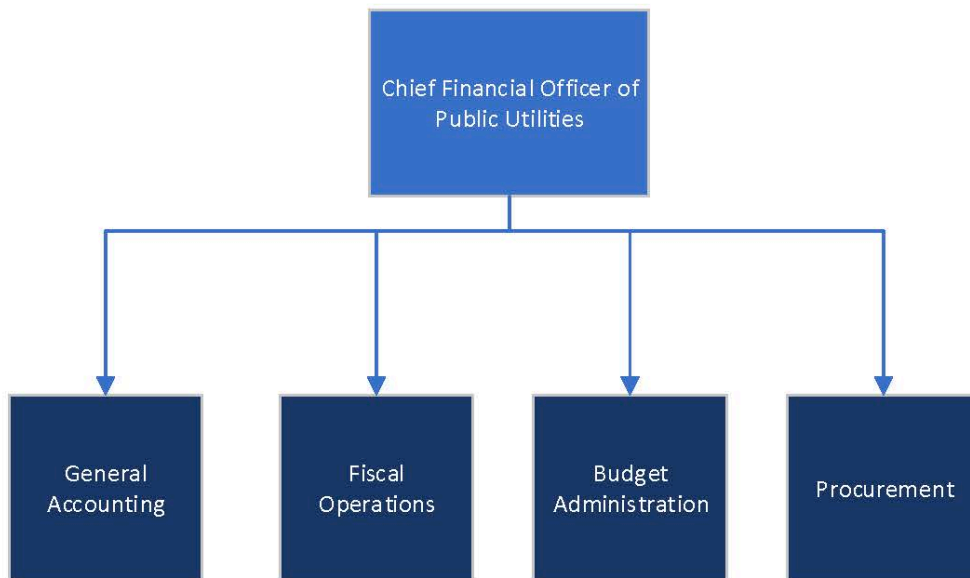 Chief Financial Officer of
Public Utilities
General
Accounting
Fiscal
Operations
Budget
Administration
Procurement